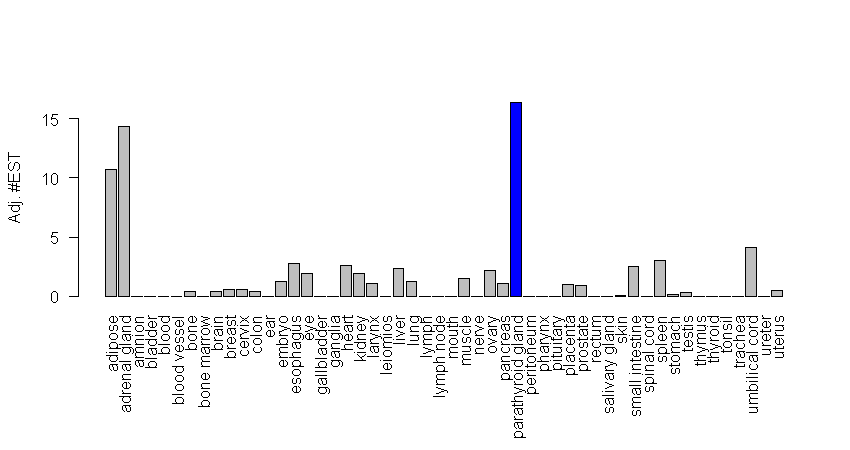 Adj. #EST
15
10
5
0
adipose
adrenal gland
amnion
bladder
blood
blood vessel
bone
bone marrow
brain
breast
cervix
colon
ear
embryo
esophagus
eye
gallbladder
ganglia
heart
kidney
larynx
leiomios
liver
lung
lymph
lymph node
mouth
muscle
nerve
ovary
pancreas
parathyroid gland
peritoneum
pharynx
pituitary
placenta
prostate
rectum
salivary gland
skin
small intestine
spinal cord
spleen
stomach
testis
thymus
thyroid
tonsil
trachea
umbilical cord
ureter
uterus